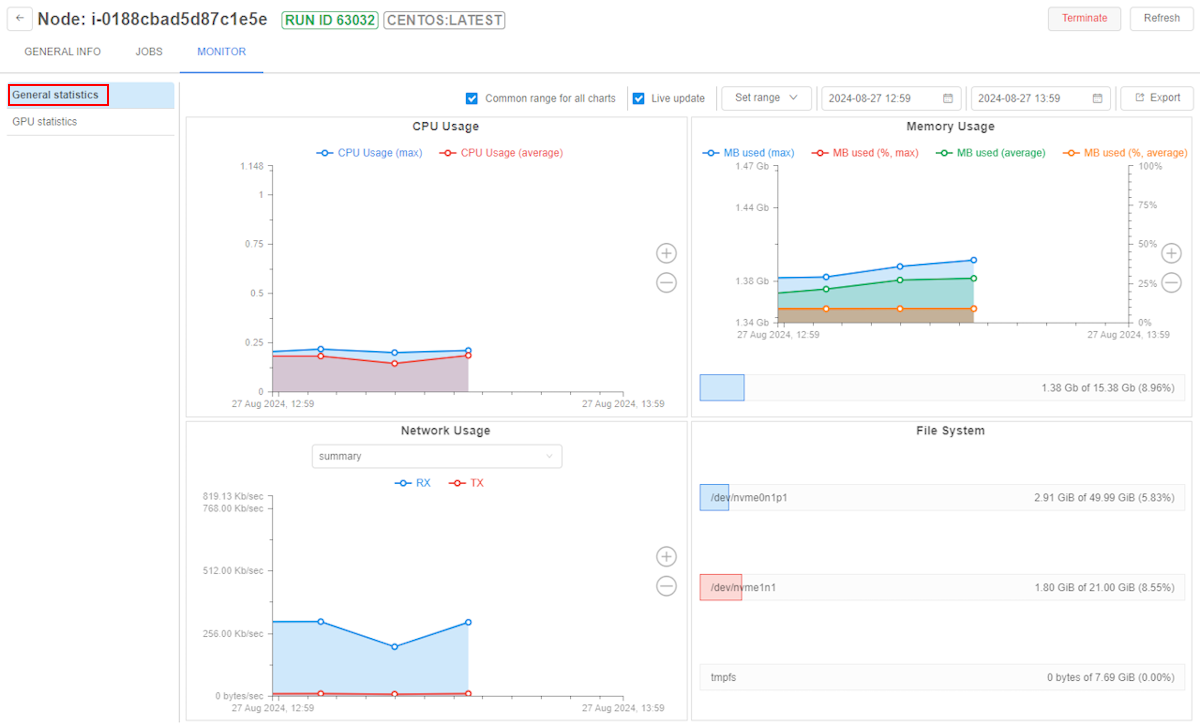 Node: i-0188cbad5d87c1e5e RUN ID 63032 CENTOS:LATEST Terminate Refresh
GENERAL INFO JOBS MONITOR
General statistics
GPU statistics
Common range for all charts Live update Set range 2024-08-27 12:59 2024-08-27 13:59 Export
CPU Usage
CPU Usage (max) CPU Usage (average)
1.148
1
0.75
0.5
0.25
0
27 Aug 2024, 12:59 27 Aug 2024, 13:59
Memory Usage
MB used (max) MB used (%, max) MB used (average) MB used (%, average)
1.47 Gb 100%
1.44 Gb 75%
50%
1.38 Gb 25%
1.34 Gb 0%
27 Aug 2024, 12:59 27 Aug 2024, 13:59
1.38 Gb of 15.38 Gb (8.96%)
Network Usage
summary
RX TX
819.13 Kb/sec
768.00 Kb/sec
512.00 Kb/sec
256.00 Kb/sec
0 bytes/sec
27 Aug 2024, 12:59 27 Aug 2024, 13:59
File System
/dev/nvme0n1p1 2.91 GiB of 49.99 GiB (5.83%)
/dev/nvme1n1 1.80 GiB of 21.00 GiB (8.55%)
tmpfs 0 bytes of 7.69 GiB (0.00%)